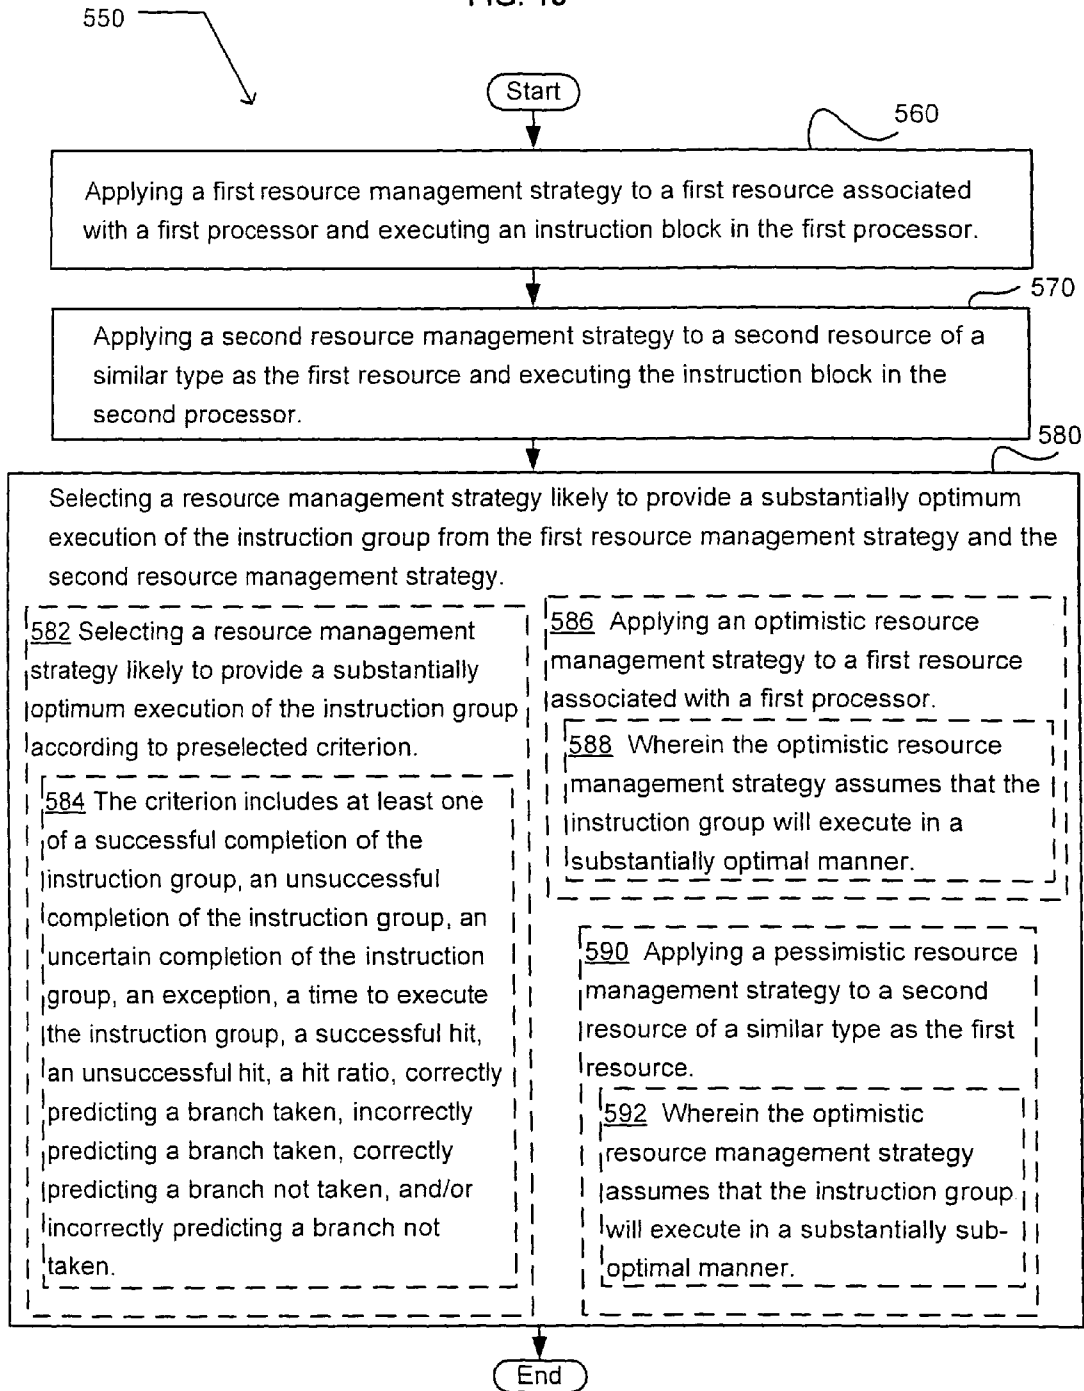 550
Start
560
Applying a first resource management strategy to a first resource associated
with a first processor and executing an instruction block in the first processor.
570
Applying a second resource management strategy to a second resource of a
similar type as the first resource and executing the instruction block in the
second processor.
580
Selecting a resource management strategy likely to provide a substantially optimum
execution of the instruction group from the first resource management strategy and the
second resource management strategy.
582 Selecting a resource management
strategy likely to provide a substantially
optimum execution of the instruction group
according to preselected criterion.
584 The criterion includes at least one
of a successful completion of the
instruction group, an unsuccessful
completion of the instruction group, an
uncertain completion of the instruction
group, an exception, a time to execute
the instruction group, a successful hit,
an unsuccessful hit, a hit ratio, correctly
predicting a branch taken, incorrectly
predicting a branch taken, correctly
predicting a branch not taken, and/or
incorrectly predicting a branch not
taken.
586 Applying an optimistic resource
management strategy to a first resource
associated with a first processor.
588 Wherein the optimistic resource
management strategy assumes that the
instruction group will execute in a
substantially optimal manner.
590 Applying a pessimistic resource
management strategy to a second
resource of a similar type as the first
resource.
592 Wherein the optimistic
resource management strategy
assumes that the instruction group
will execute in a substantially sub-
optimal manner.
End